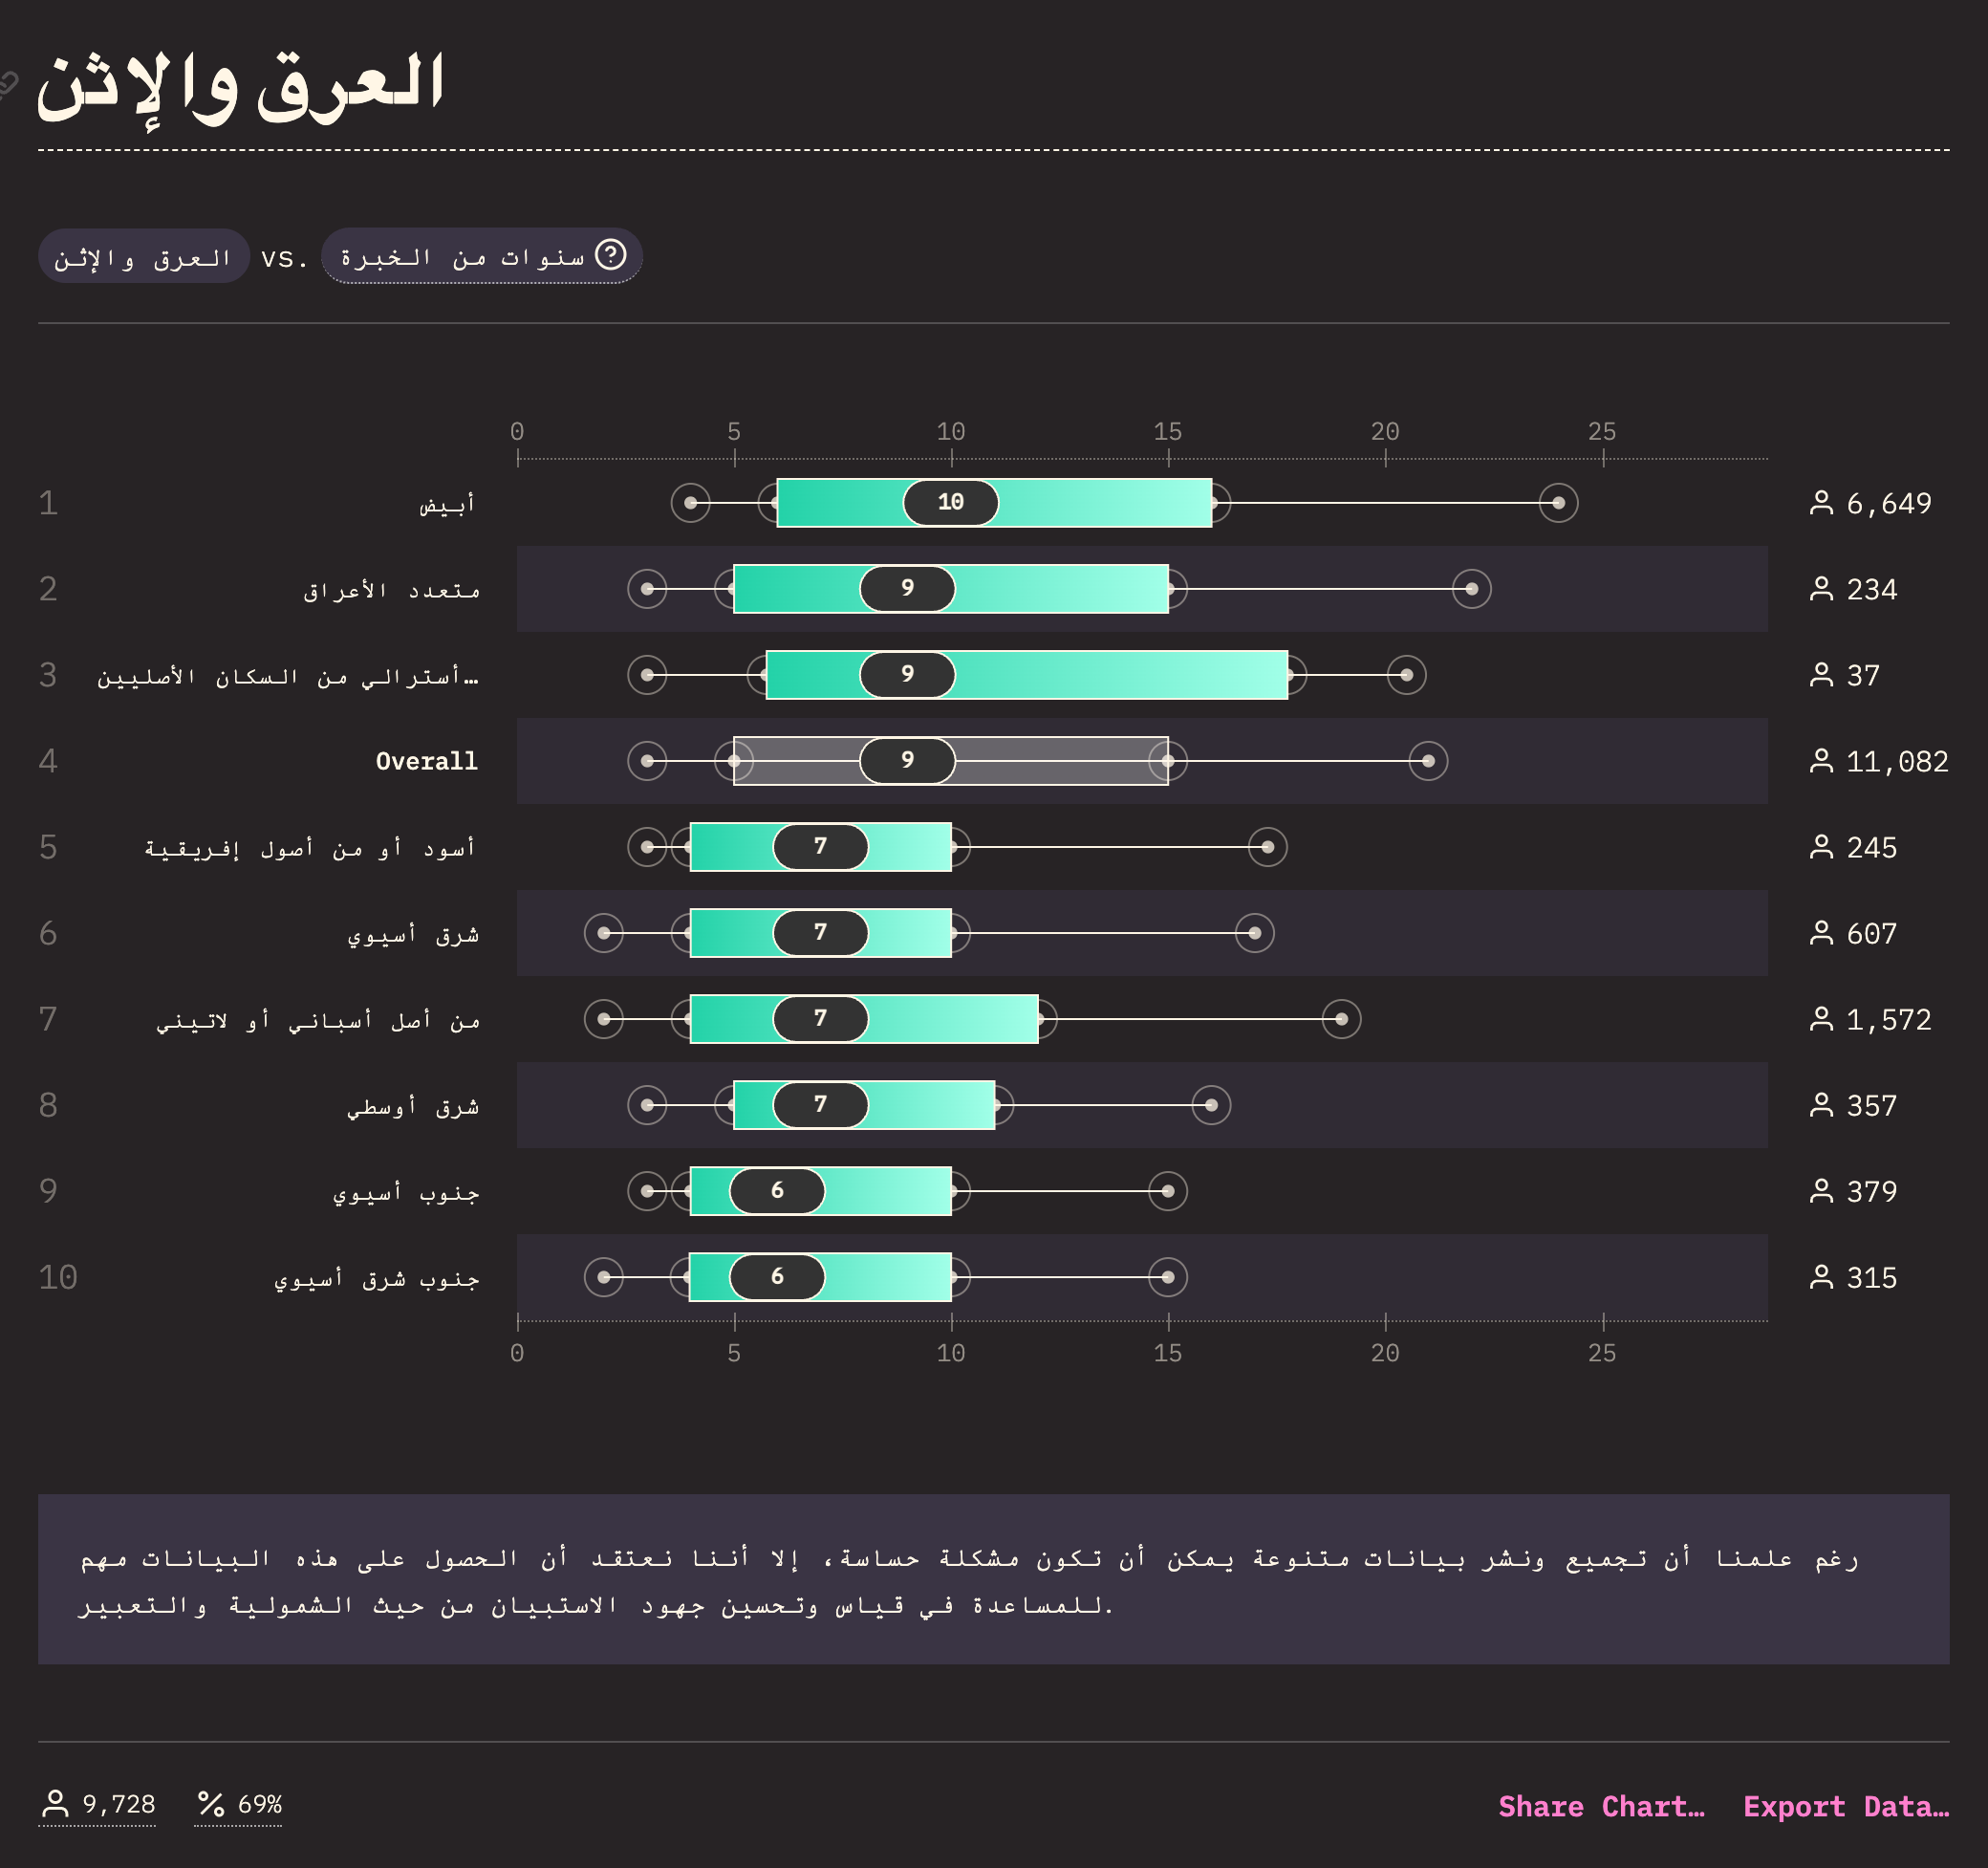 العرق والإثن
العرق والإثن vs. سنوات من الخبرة
0 5 10 15 20 25
1 أبيض 10 6,649
2 متعدد الأعراق 9 234
3 أسترالي من السكان الأصليين… 9 37
4 Overall 9 11,082
5 أسود أو من أصول إفريقية 7 245
6 شرق أسيوي 7 607
7 من أصل أسباني أو لاتيني 7 1,572
8 شرق أوسطي 7 357
9 جنوب أسيوي 6 379
10 جنوب شرق أسيوي 6 315
0 5 10 15 20 25
رغم علمنا أن تجميع ونشر بيانات متنوعة يمكن أن تكون مشكلة حساسة، إلا أننا نعتقد أن الحصول على هذه البيانات مهم
للمساعدة في قياس وتحسين جهود الاستبيان من حيث الشمولية والتعبير.
9,728 69% Share Chart… Export Data…